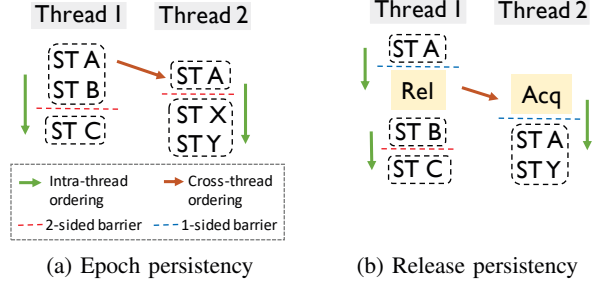 Thread 1
Thread 2
ST A
ST B
ST C
ST A
ST X
ST Y
Intra-thread ordering
Cross-thread ordering
2-sided barrier
1-sided barrier
(a) Epoch persistency
Thread 1
Thread 2
ST A
Rel
ST B
ST C
Acq
ST A
ST Y
(b) Release persistency